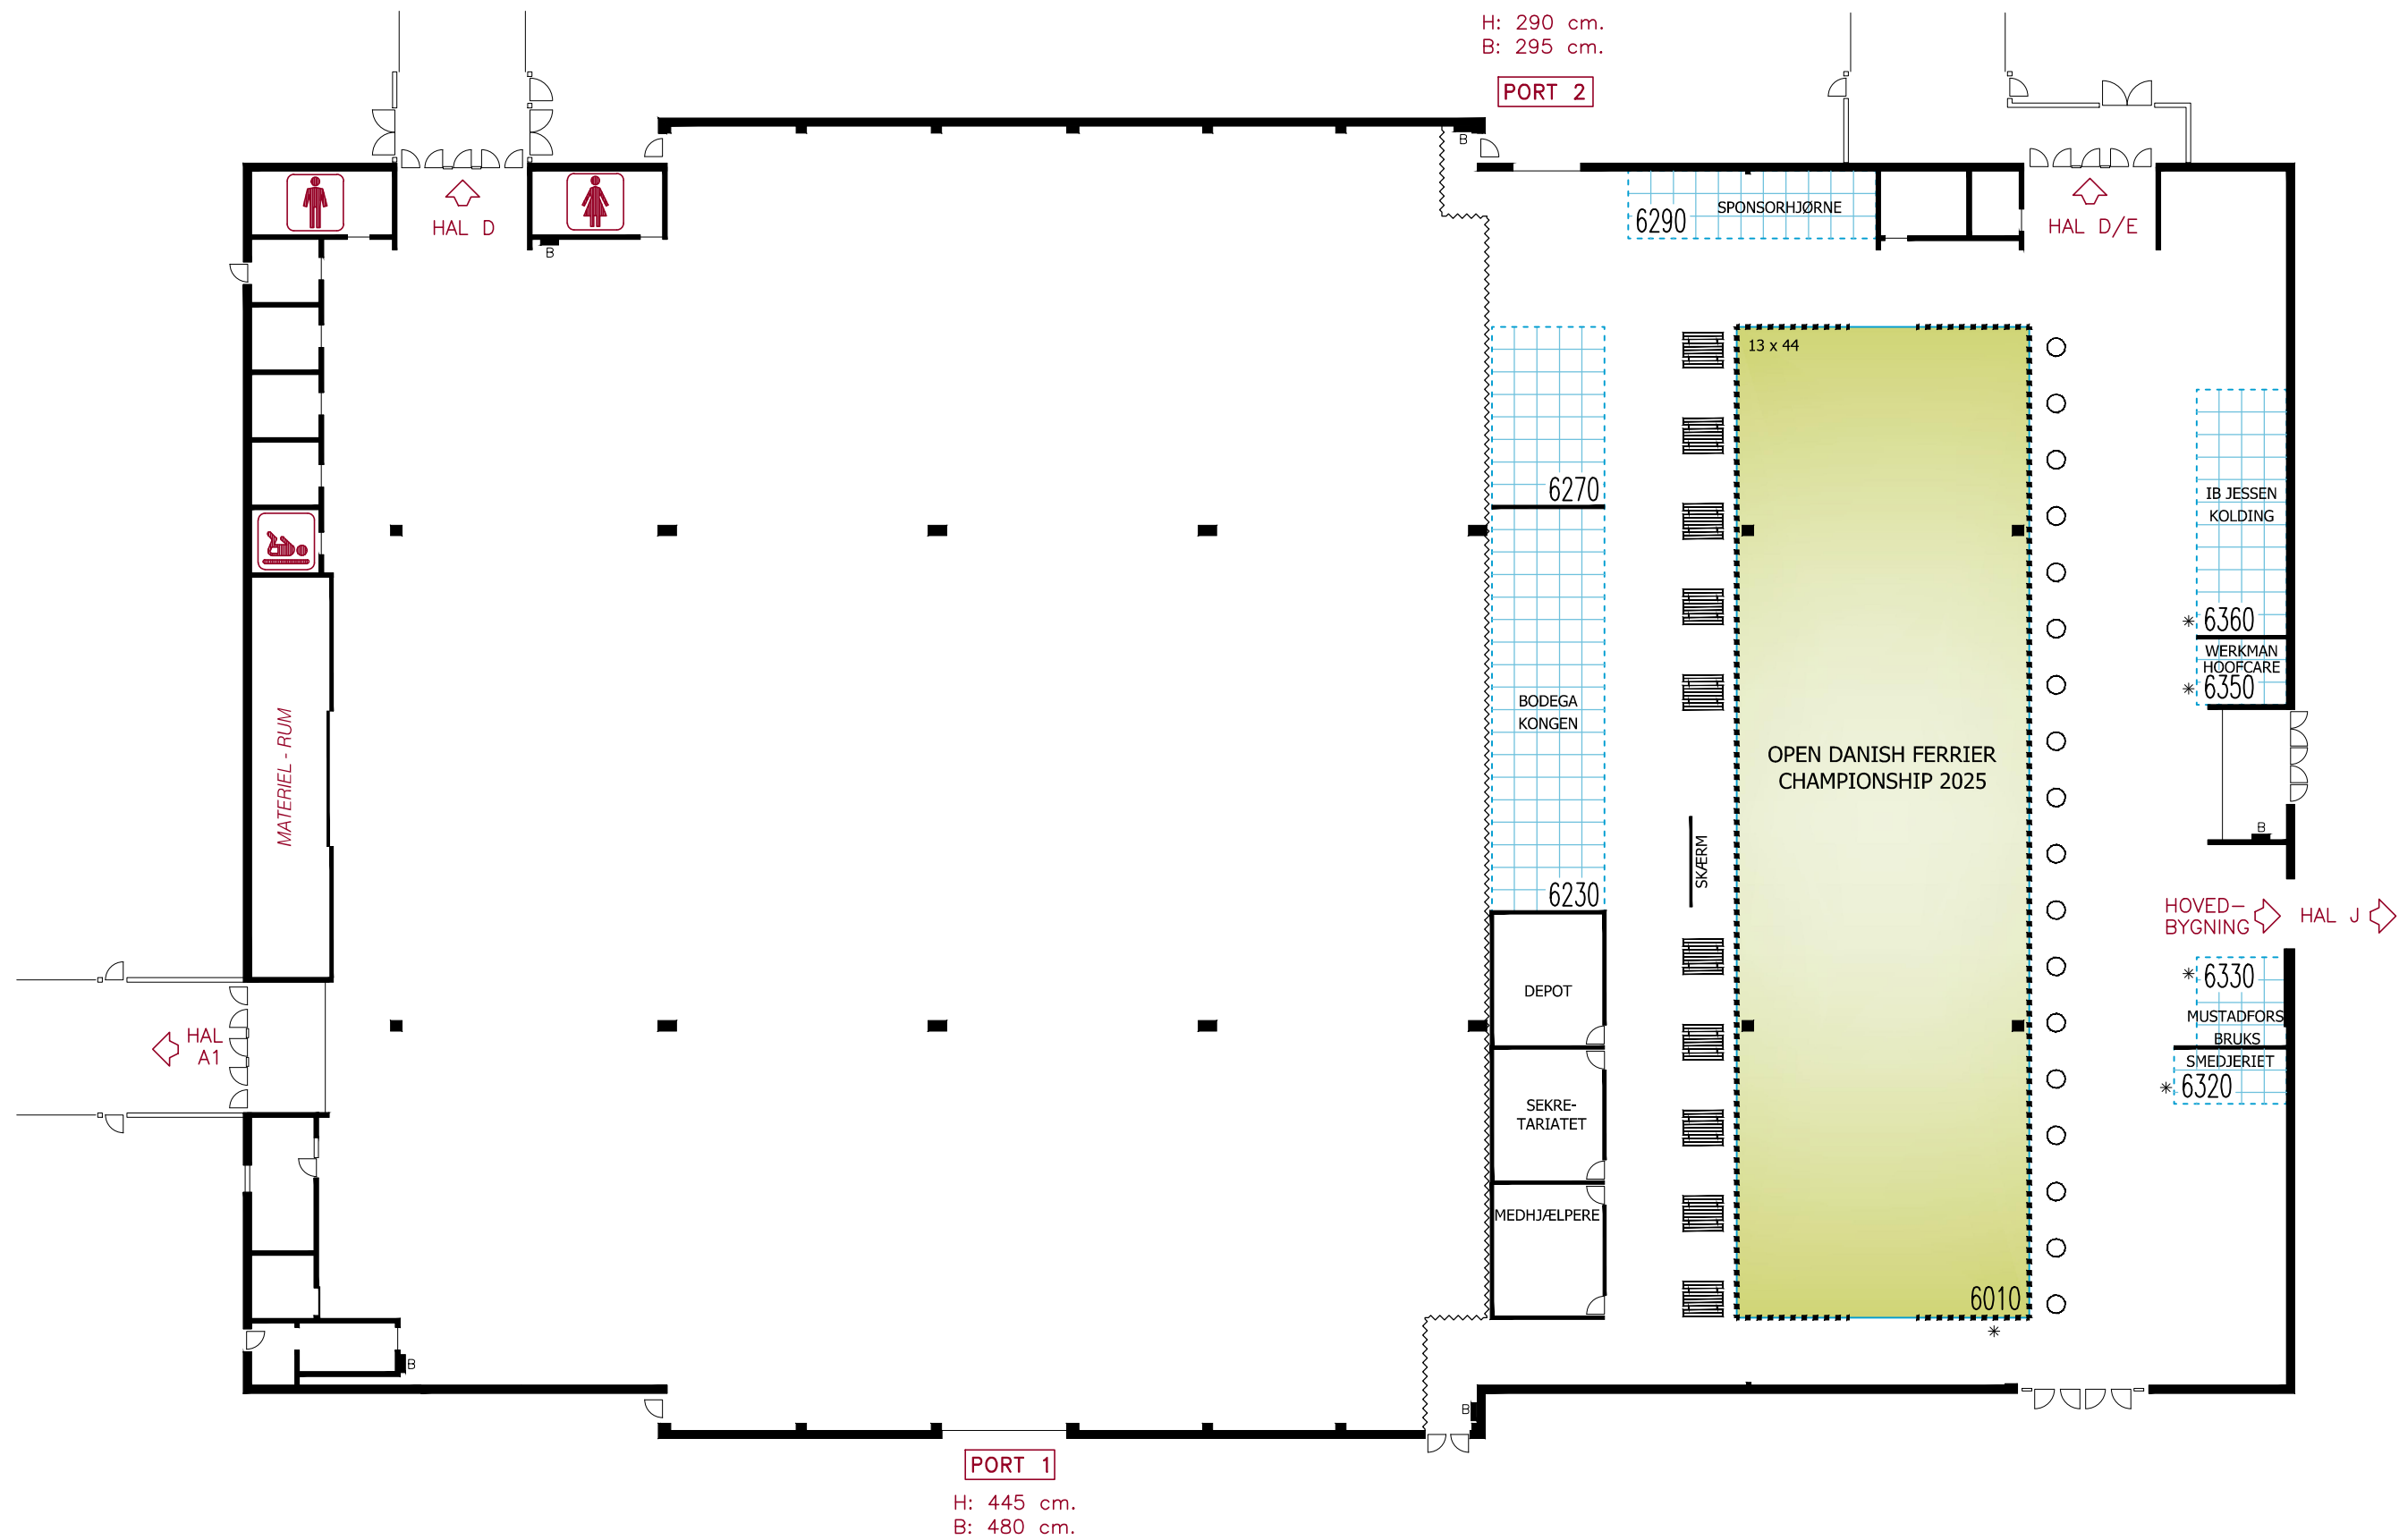 H: 290 cm.
B: 295 cm.
PORT 2
B
HAL D
B
6290
SPONSORHJØRNE
HAL D/E
13 x 44
6270
IB JESSEN
KOLDING
* 6360
WERKMAN
HOOFCARE
* 6350
MATERIEL - RUM
BODEGA
KONGEN
OPEN DANISH FERRIER
CHAMPIONSHIP 2025
SKÆRM
B
6230
HOVED-
BYGNING
HAL J
* 6330
MUSTADFORS
BRUKS
SMEDJERIET
* 6320
DEPOT
HAL
A1
SEKRE-
TARIATET
MEDHJÆLPERE
6010
*
B
B
PORT 1
H: 445 cm.
B: 480 cm.